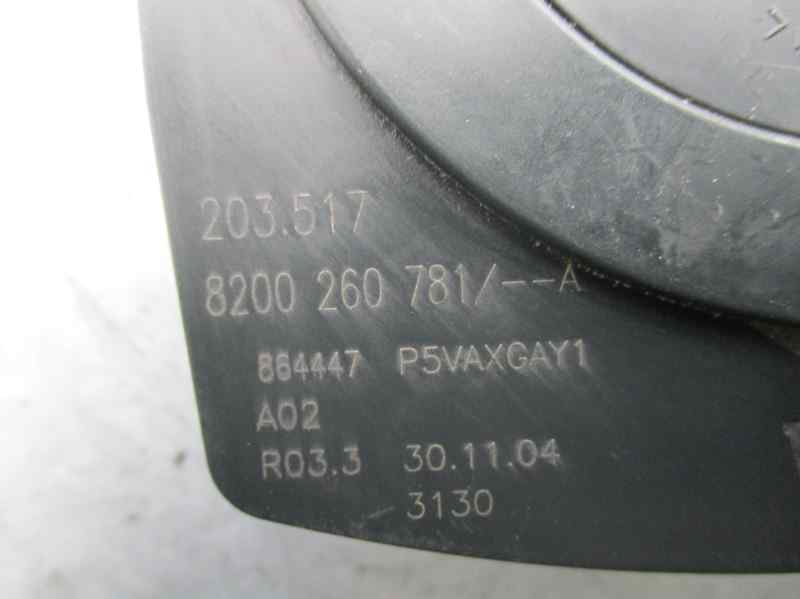 203.517
8200 260 781/--A
864447 P5VAXGAY1
A02
R03.3 30.11.04
3130